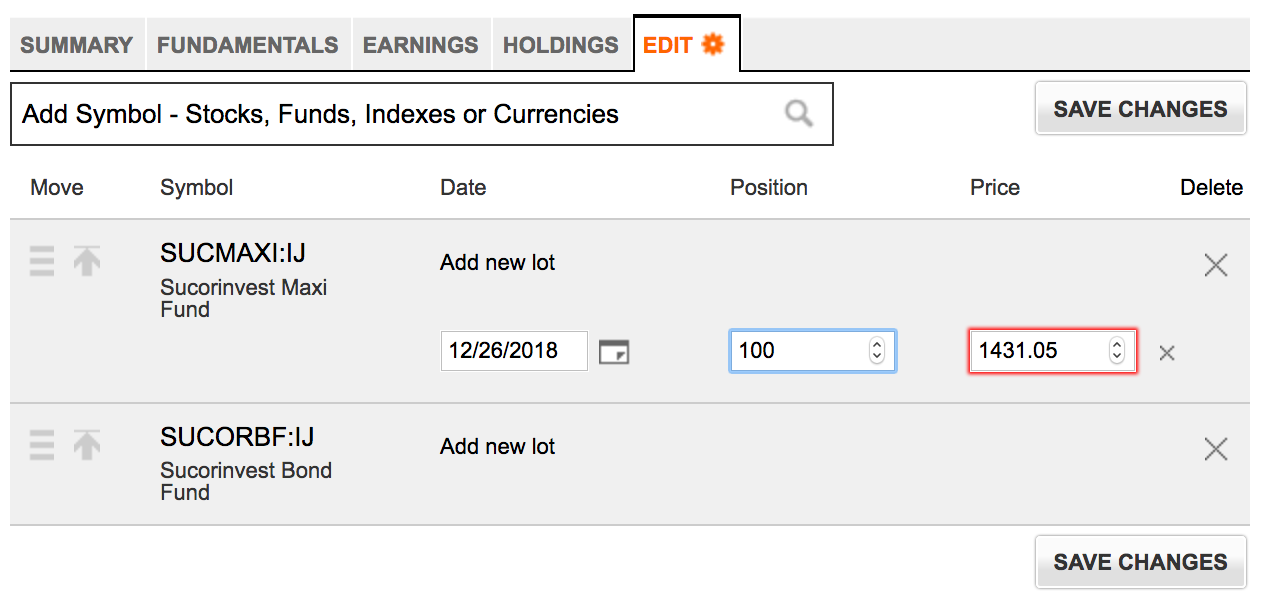 SUMMARY FUNDAMENTALS EARNINGS HOLDINGS EDIT
Add Symbol - Stocks, Funds, Indexes or Currencies
SAVE CHANGES
Move Symbol Date Position Price Delete
SUCMAXI:IJ
Add new lot
Sucorinvest Maxi
Fund
12/26/2018 100 1431.05
SUCORBF:IJ
Add new lot
Sucorinvest Bond
Fund
SAVE CHANGES